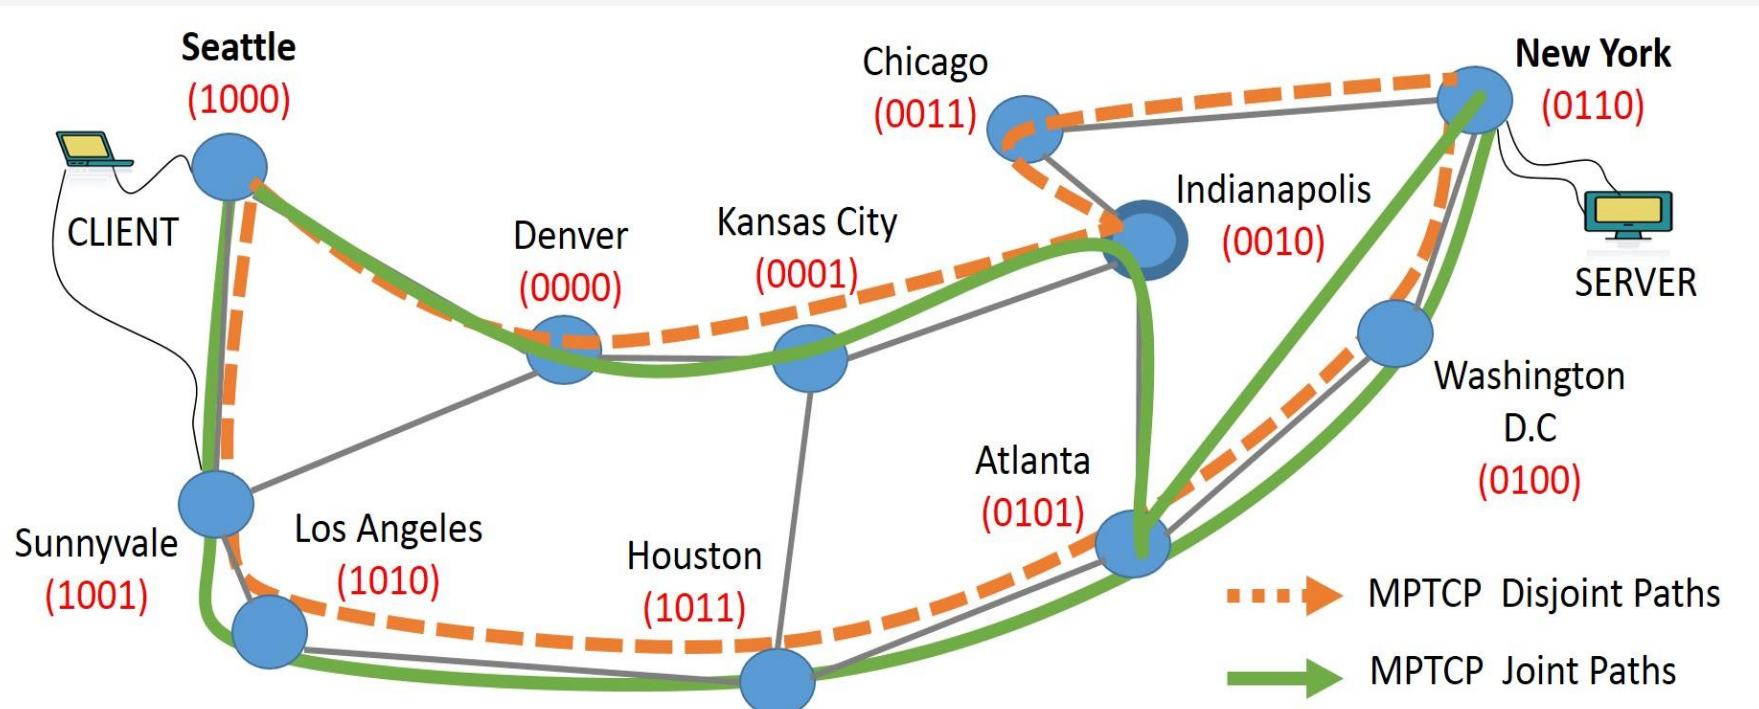 Seattle
(1000)
CLIENT
Denver
(0000)
Kansas City
(0001)
Chicago
(0011)
Indianapolis
(0010)
New York
(0110)
SERVER
Washington
D.C
(0100)
Atlanta
(0101)
Sunnyvale
(1001)
Los Angeles
(1010)
Houston
(1011)
MPTCP Disjoint Paths
MPTCP Joint Paths